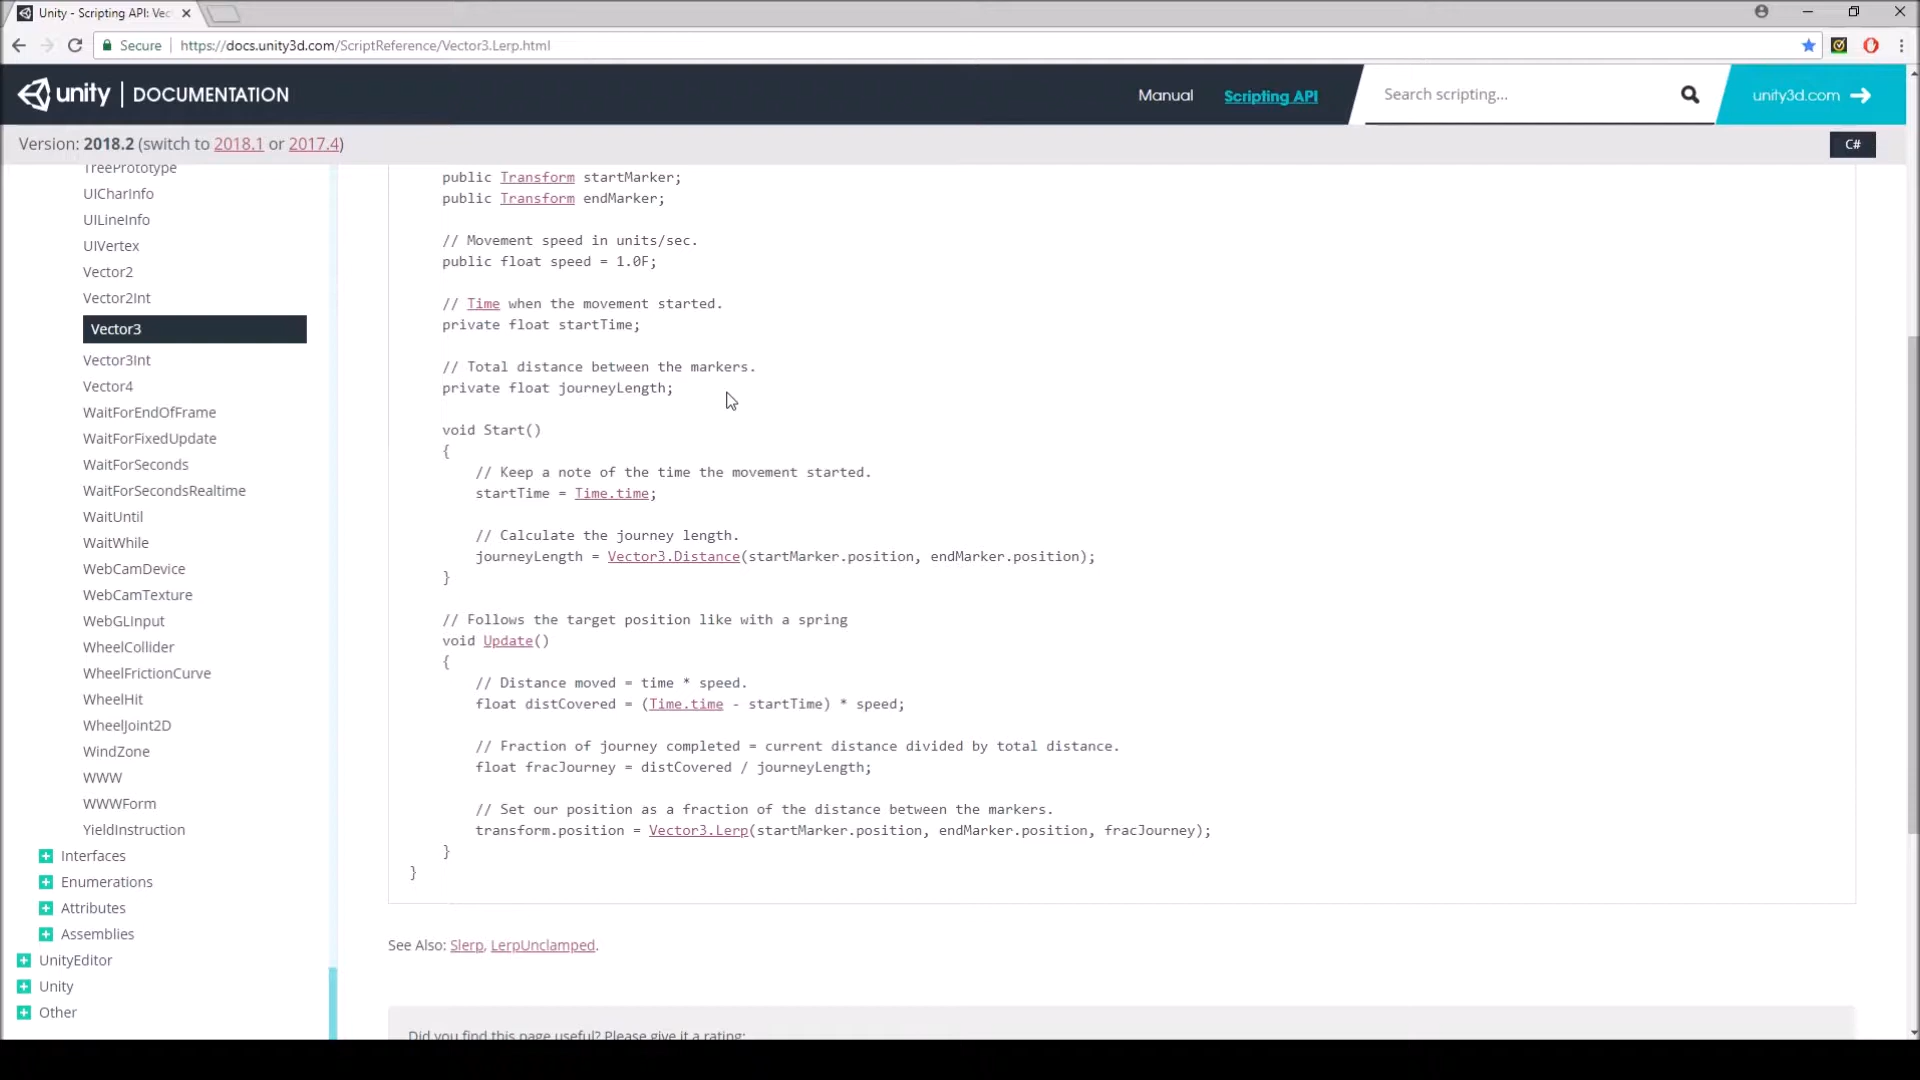 Unity - Scripting API: Vec
Secure
https://docs.unity3d.com/ScriptReference/Vector3.Lerp.html
unity
DOCUMENTATION
Manual
Scripting API
Search scripting...
unity3d.com
Version: 2018.2 (switch to 2018.1 or 2017.4)
C#
TreePrototype
UICharInfo
UILineInfo
UIVertex
Vector2
Vector2Int
Vector3
Vector3Int
Vector4
WaitForEndOfFrame
WaitForFixedUpdate
WaitForSeconds
WaitForSecondsRealtime
WaitUntil
WaitWhile
WebCamDevice
WebCamTexture
WebGLInput
WheelCollider
WheelFrictionCurve
WheelHit
WheelJoint2D
WindZone
WWW
WWWForm
YieldInstruction
Interfaces
Enumerations
Attributes
Assemblies
UnityEditor
Unity
Other
public Transform startMarker;
public Transform endMarker;
// Movement speed in units/sec.
public float speed = 1.0F;
// Time when the movement started.
private float startTime;
// Total distance between the markers.
private float journeyLength;
void Start()
{
// Keep a note of the time the movement started.
startTime = Time.time;
// Calculate the journey length.
journeyLength = Vector3.Distance(startMarker.position, endMarker.position);
}
// Follows the target position like with a spring
void Update()
{
// Distance moved = time * speed.
float distCovered = (Time.time - startTime) * speed;
// Fraction of journey completed = current distance divided by total distance.
float fracJourney = distCovered / journeyLength;
// Set our position as a fraction of the distance between the markers.
transform.position = Vector3.Lerp(startMarker.position, endMarker.position, fracJourney);
}
}
See Also: Slerp, LerpUnclamped.
Did you find this page useful? Please give it a rating: